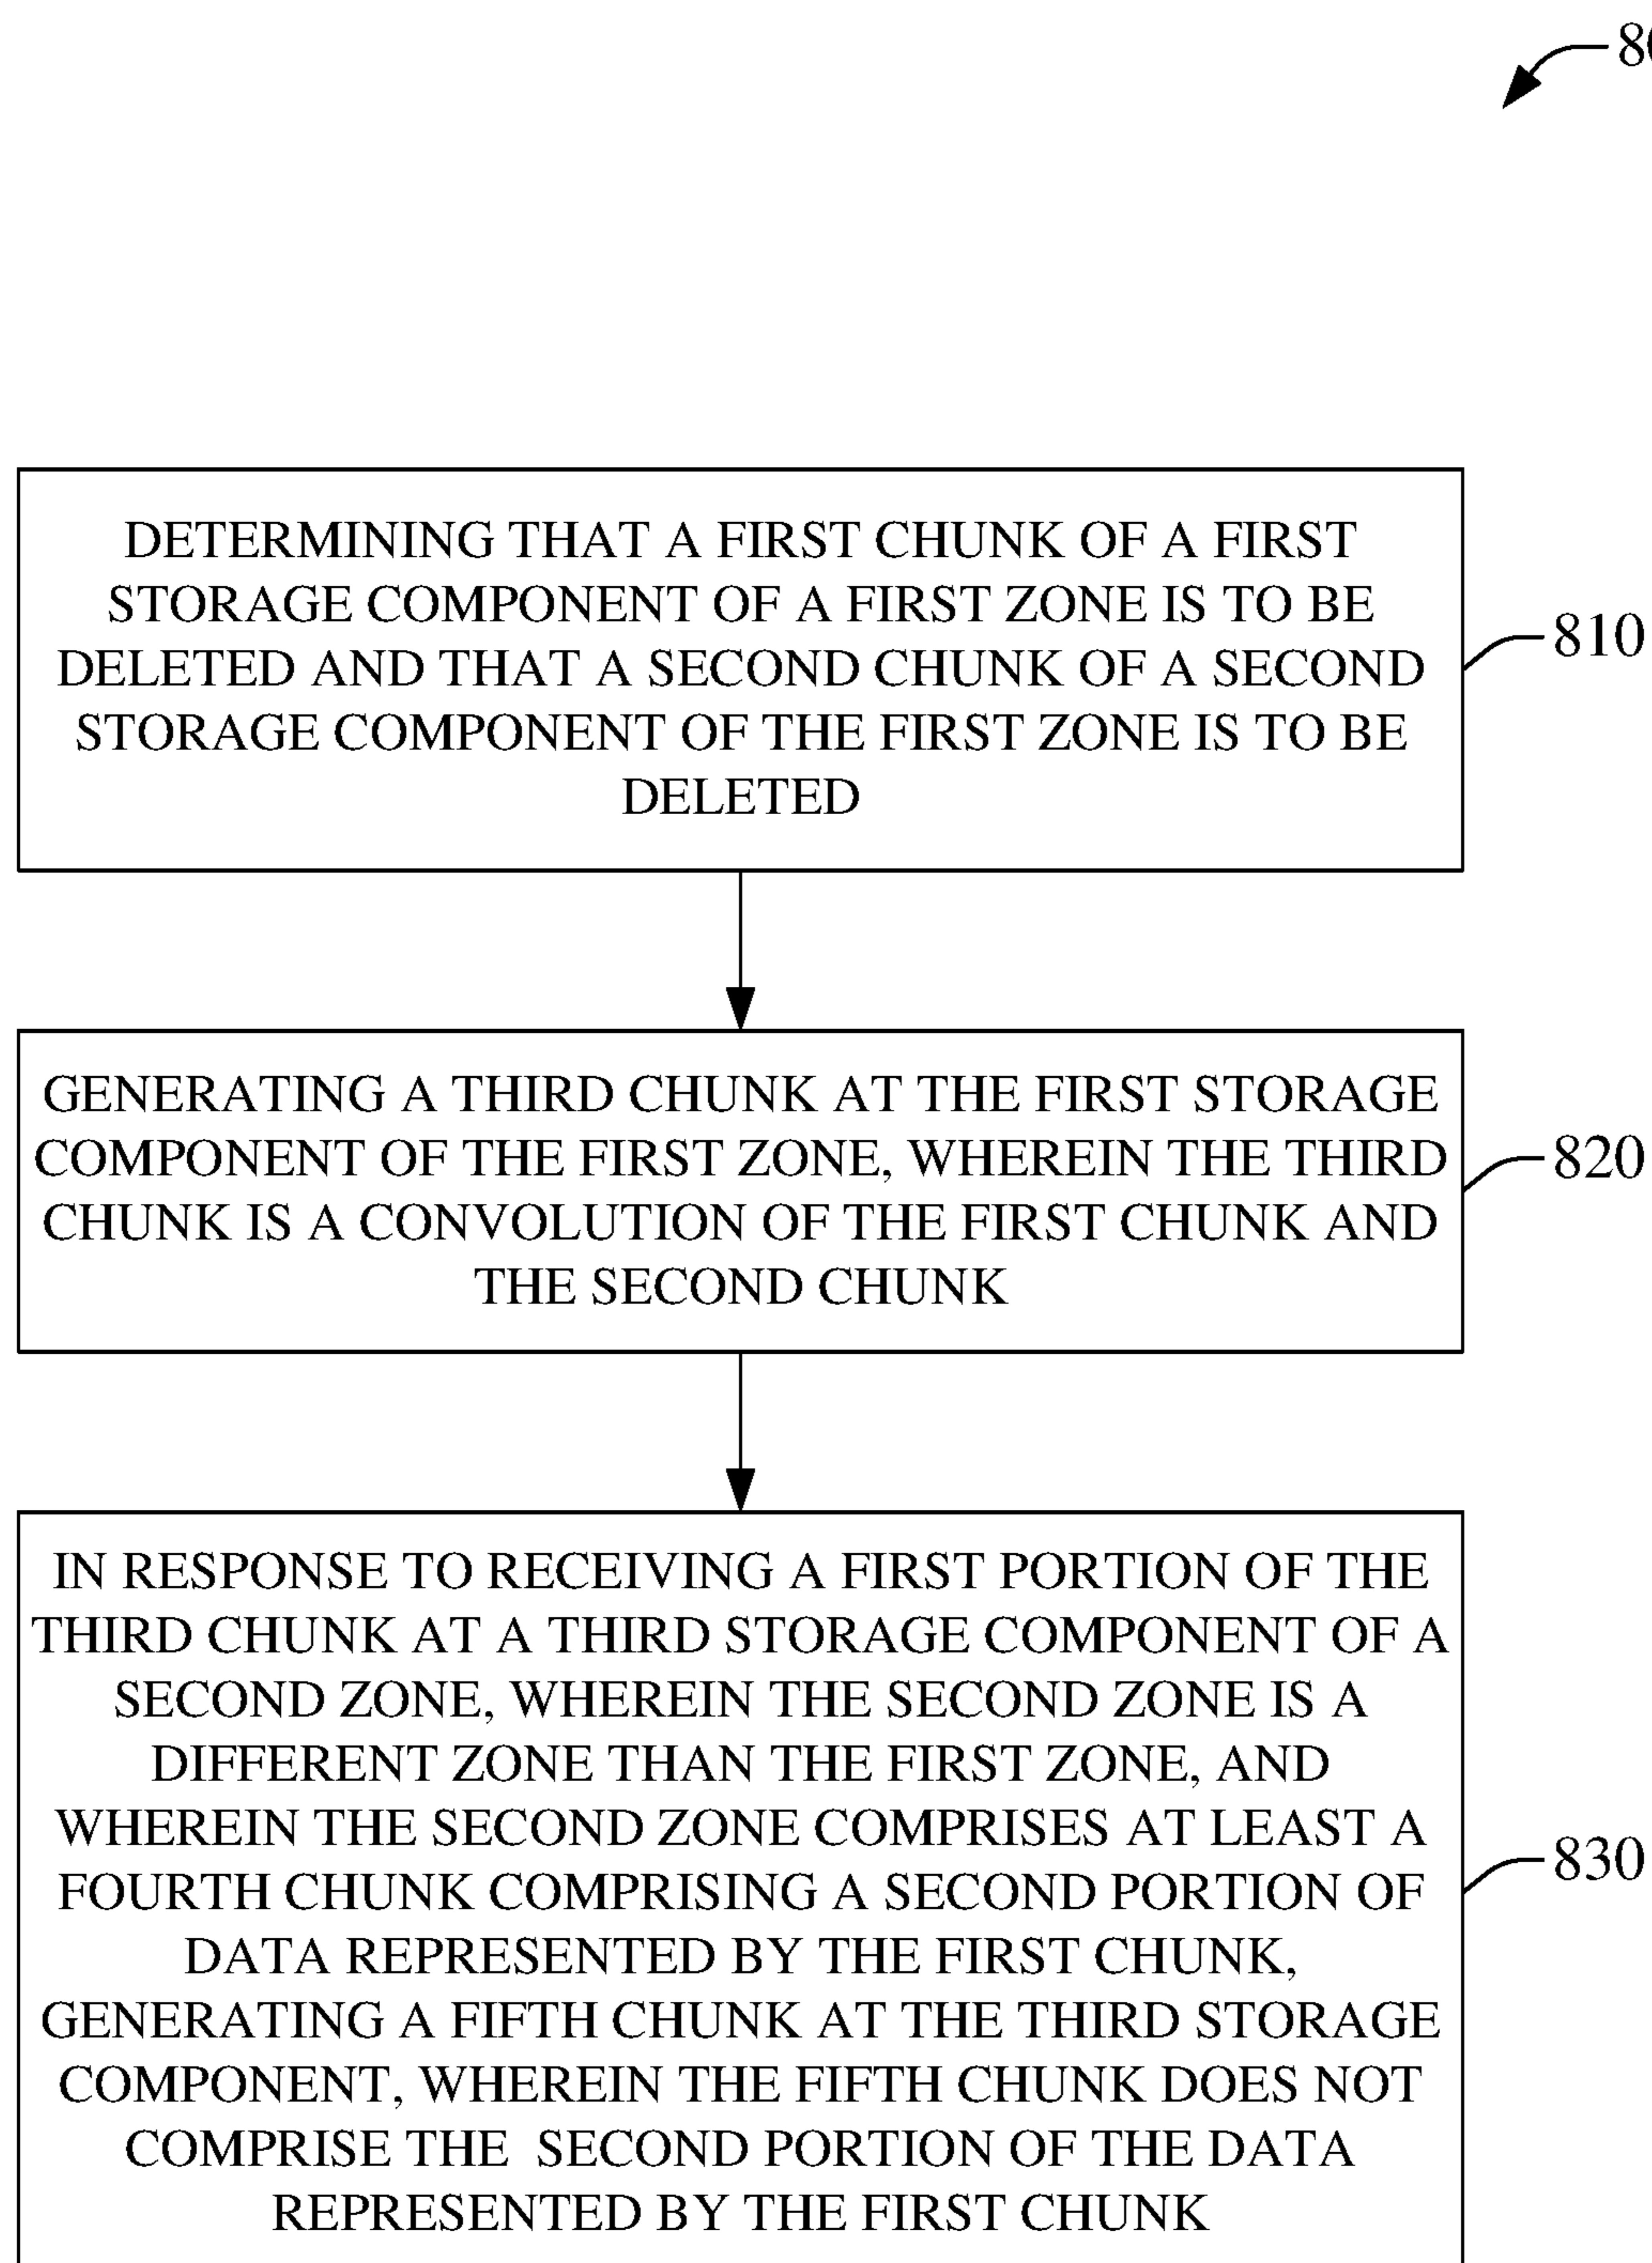 DETERMINING THAT A FIRST CHUNK OF A FIRST
STORAGE COMPONENT OF A FIRST ZONE IS TO BE
DELETED AND THAT A SECOND CHUNK OF A SECOND
STORAGE COMPONENT OF THE FIRST ZONE IS TO BE
DELETED
810
GENERATING A THIRD CHUNK AT THE FIRST STORAGE
COMPONENT OF THE FIRST ZONE, WHEREIN THE THIRD
CHUNK IS A CONVOLUTION OF THE FIRST CHUNK AND
THE SECOND CHUNK
820
IN RESPONSE TO RECEIVING A FIRST PORTION OF THE
THIRD CHUNK AT A THIRD STORAGE COMPONENT OF A
SECOND ZONE, WHEREIN THE SECOND ZONE IS A
DIFFERENT ZONE THAN THE FIRST ZONE, AND
WHEREIN THE SECOND ZONE COMPRISES AT LEAST A
FOURTH CHUNK COMPRISING A SECOND PORTION OF
DATA REPRESENTED BY THE FIRST CHUNK,
GENERATING A FIFTH CHUNK AT THE THIRD STORAGE
COMPONENT, WHEREIN THE FIFTH CHUNK DOES NOT
COMPRISE THE SECOND PORTION OF THE DATA
REPRESENTED BY THE FIRST CHUNK
830